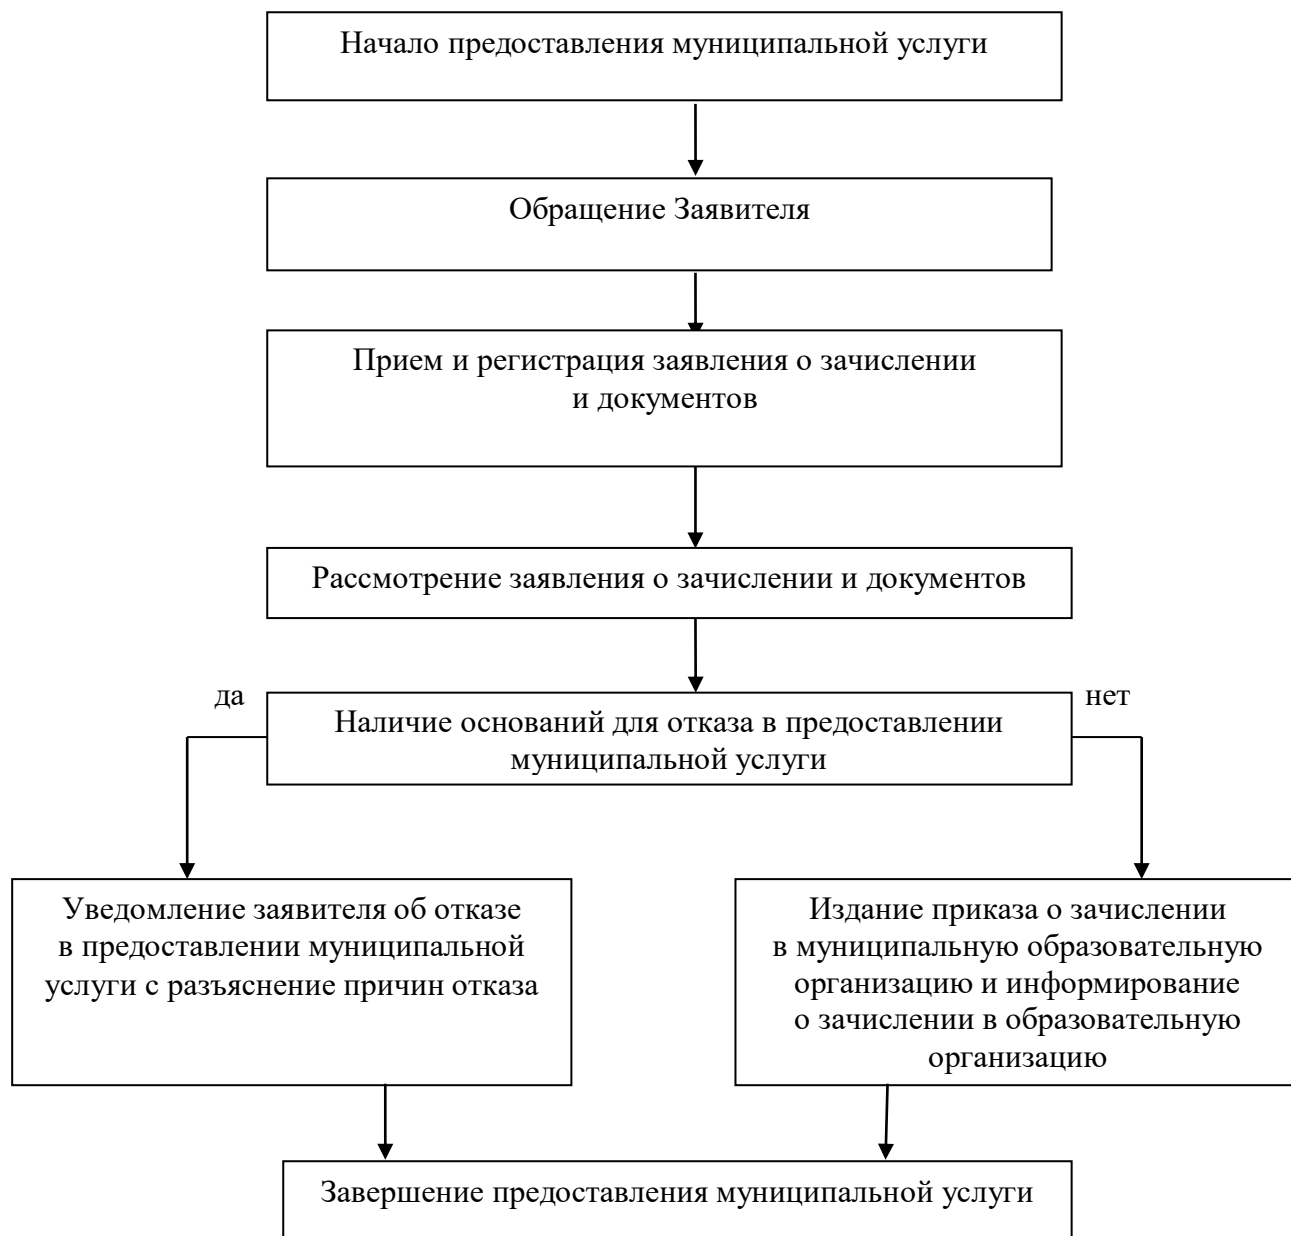 Начало предоставления муниципальной услуги
Обращение Заявителя
Прием и регистрация заявления о зачислении
и документов
Рассмотрение заявления о зачислении и документов
да
нет
Наличие оснований для отказа в предоставлении
муниципальной услуги
Уведомление заявителя об отказе
в предоставлении муниципальной
услуги с разъяснение причин отказа
Издание приказа о зачислении
в муниципальную образовательную
организацию и информирование
о зачислении в образовательную
организацию
Завершение предоставления муниципальной услуги